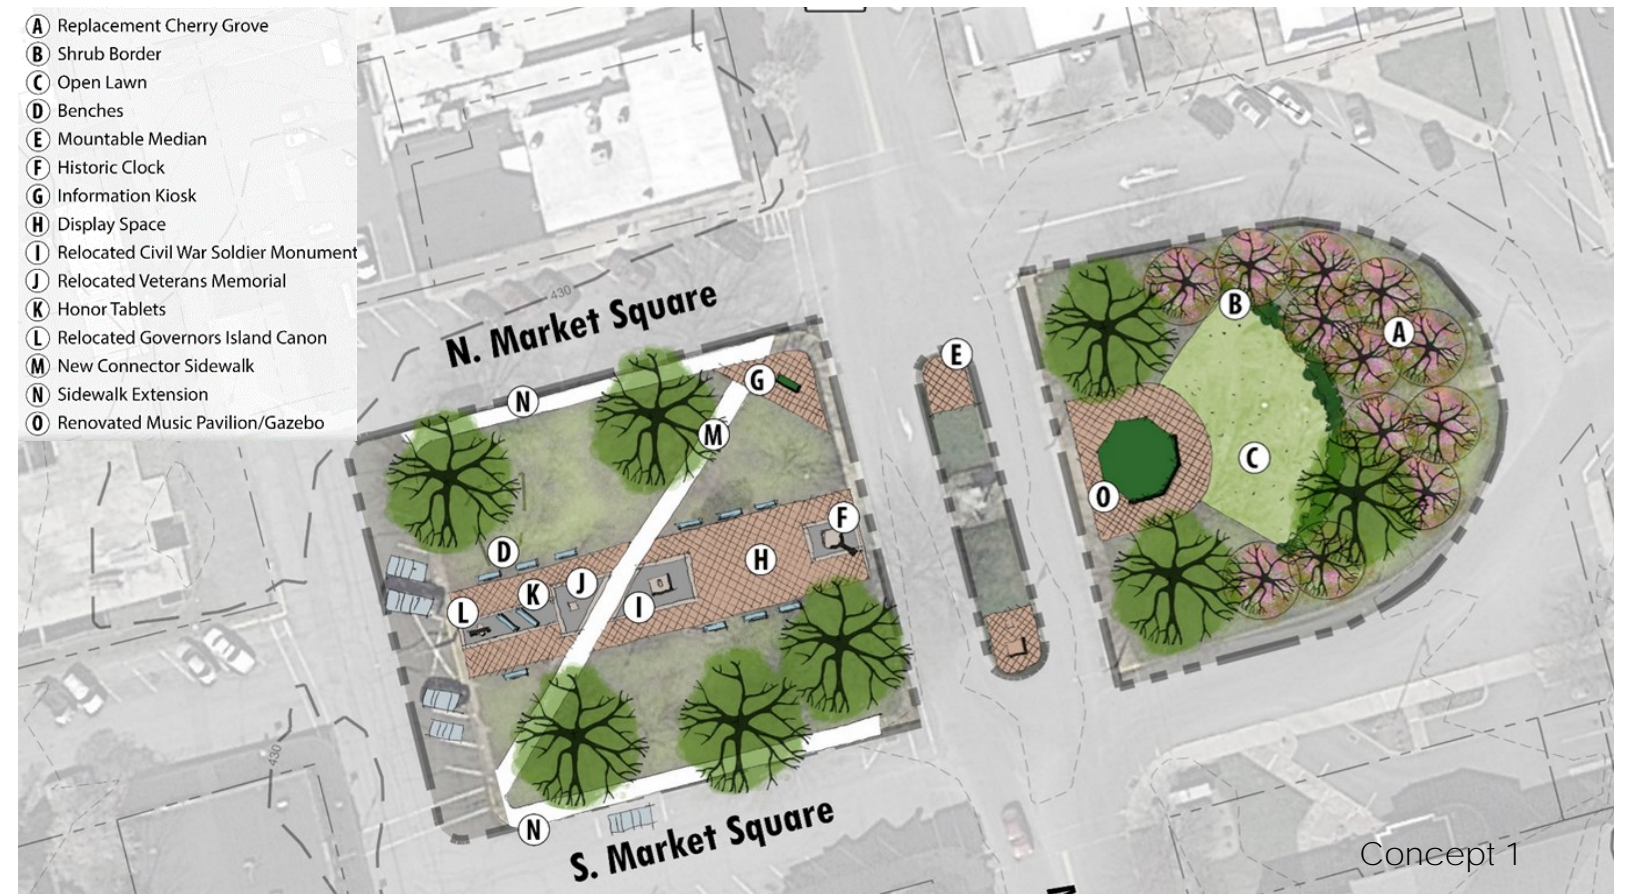 A Replacement Cherry Grove
B Shrub Border
C Open Lawn
D Benches
E Mountable Median
F Historic Clock
G Information Kiosk
H Display Space
I Relocated Civil War Soldier Monument
J Relocated Veterans Memorial
K Honor Tablets
L Relocated Governors Island Canon
M New Connector Sidewalk
N Sidewalk Extension
O Renovated Music Pavilion/Gazebo
430
N. Market Square
B
A
E
G
N
M
C
O
F
D
H
J
K
I
L
430
N
S. Market Square
Concept 1